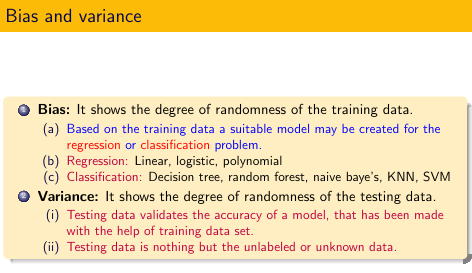 Bias and variance
1 Bias: It shows the degree of randomness of the training data.
(a) Based on the training data a suitable model may be created for the
regression or classification problem.
(b) Regression: Linear, logistic, polynomial
(c) Classification: Decision tree, random forest, naive baye's, KNN, SVM
2 Variance: It shows the degree of randomness of the testing data.
(i) Testing data validates the accuracy of a model, that has been made
with the help of training data set.
(ii) Testing data is nothing but the unlabeled or unknown data.